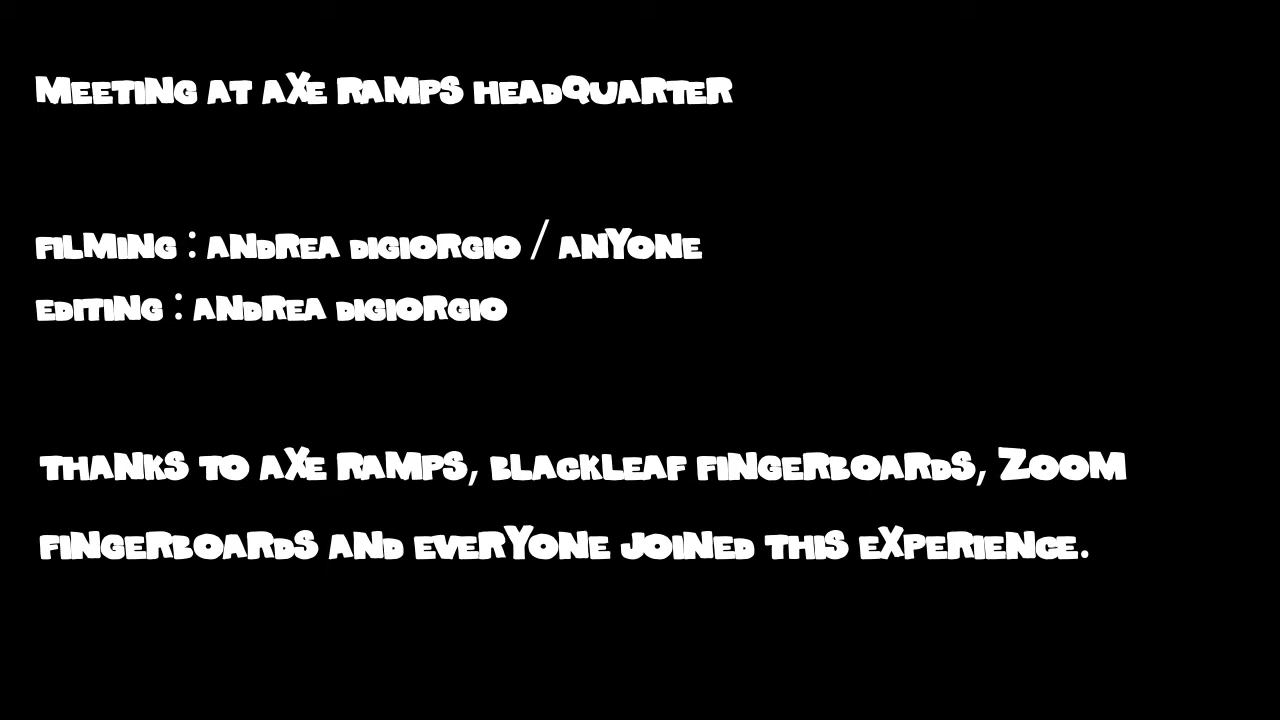 Meeting at Axe Ramps Headquarter
Filming : Andrea Digiorgio / Anyone
Editing : Andrea Digiorgio
Thanks to Axe Ramps, Blackleaf Fingerboards, Zoom
Fingerboards and everyone joined this experience.